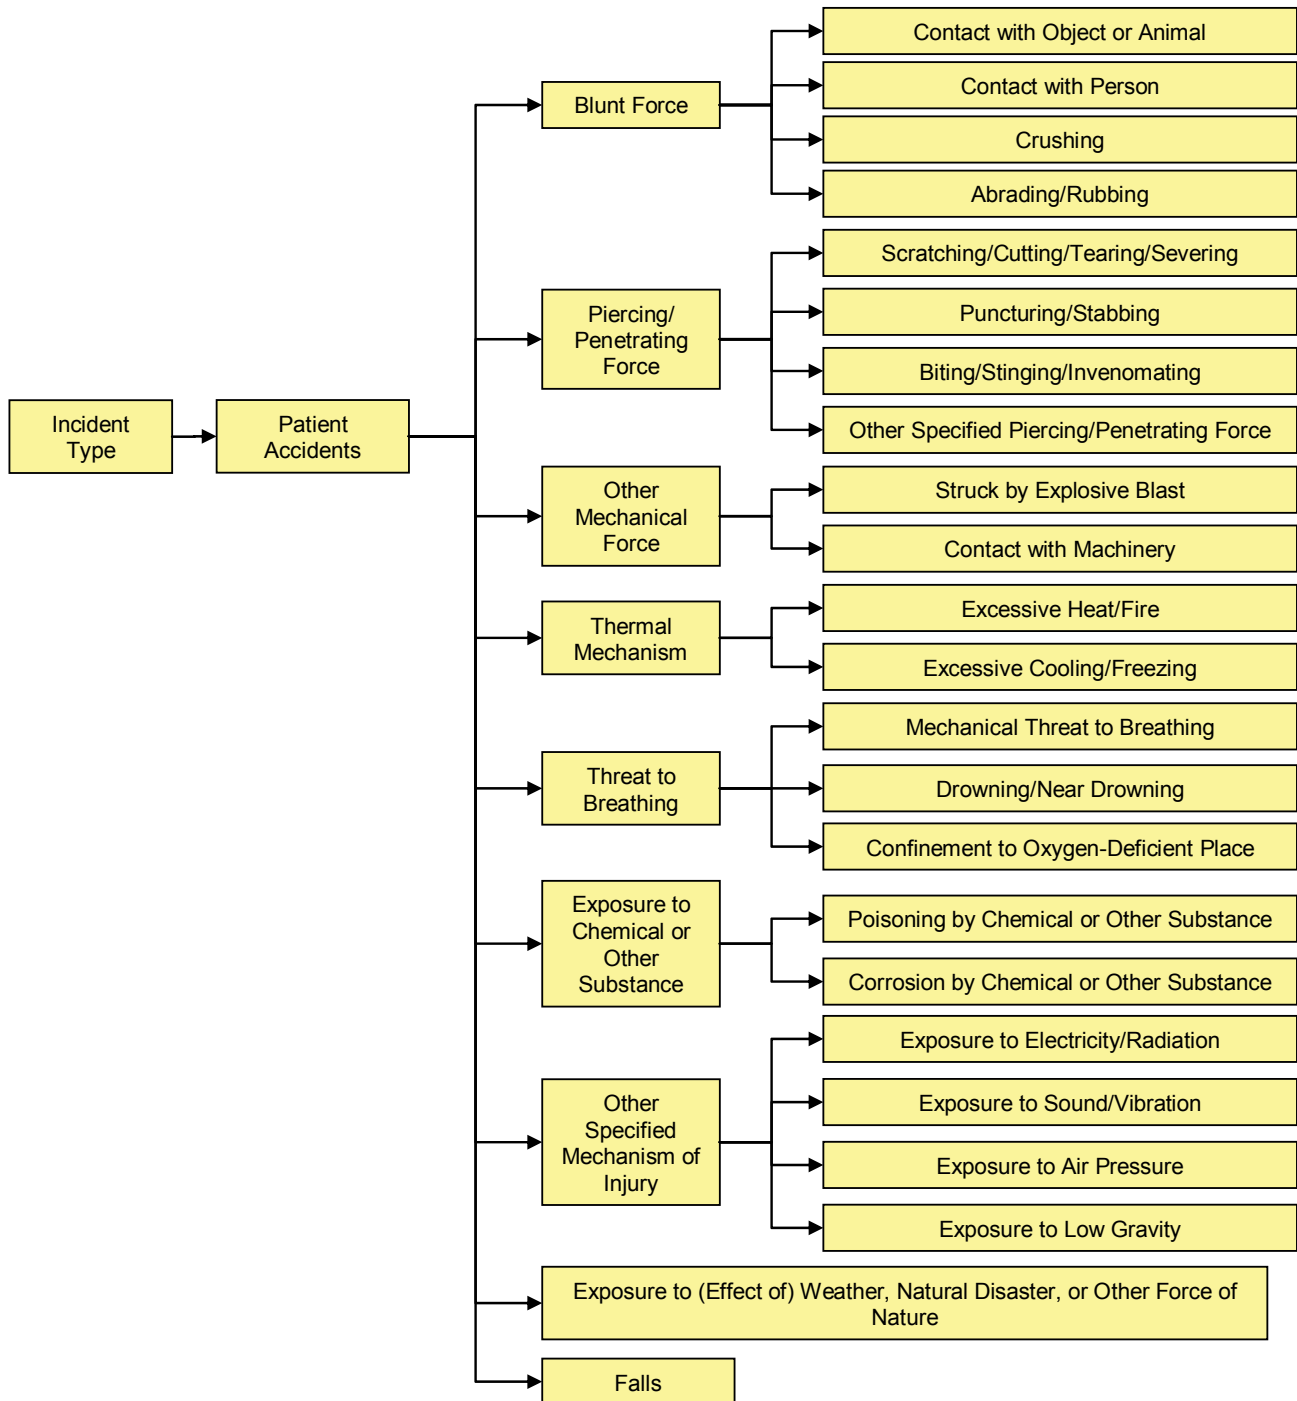 Contact with Object or Animal
Blunt Force
Contact with Person
Crushing
Abrading/Rubbing
Scratching/Cutting/Tearing/Severing
Piercing/
Penetrating
Force
Puncturing/Stabbing
Biting/Stinging/Invenomating
Other Specified Piercing/Penetrating Force
Incident
Type
Patient
Accidents
Other
Mechanical
Force
Struck by Explosive Blast
Contact with Machinery
Thermal
Mechanism
Excessive Heat/Fire
Excessive Cooling/Freezing
Threat to
Breathing
Mechanical Threat to Breathing
Drowning/Near Drowning
Confinement to Oxygen-Deficient Place
Exposure to
Chemical or
Other
Substance
Poisoning by Chemical or Other Substance
Corrosion by Chemical or Other Substance
Other
Specified
Mechanism of
Injury
Exposure to Electricity/Radiation
Exposure to Sound/Vibration
Exposure to Air Pressure
Exposure to Low Gravity
Exposure to (Effect of) Weather, Natural Disaster, or Other Force of
Nature
Falls